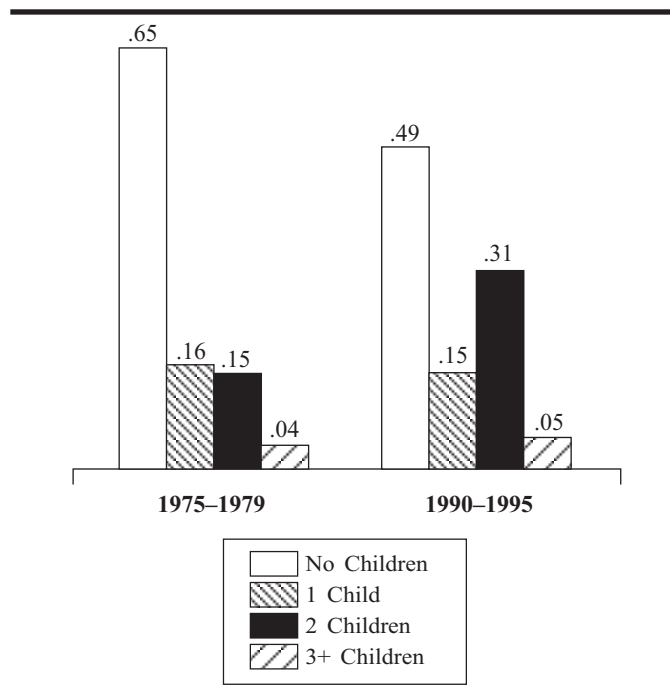 .65
.49
.31
.16
.15
.15
.04
.05
1975–1979
1990–1995
No Children
1 Child
2 Children
3+ Children